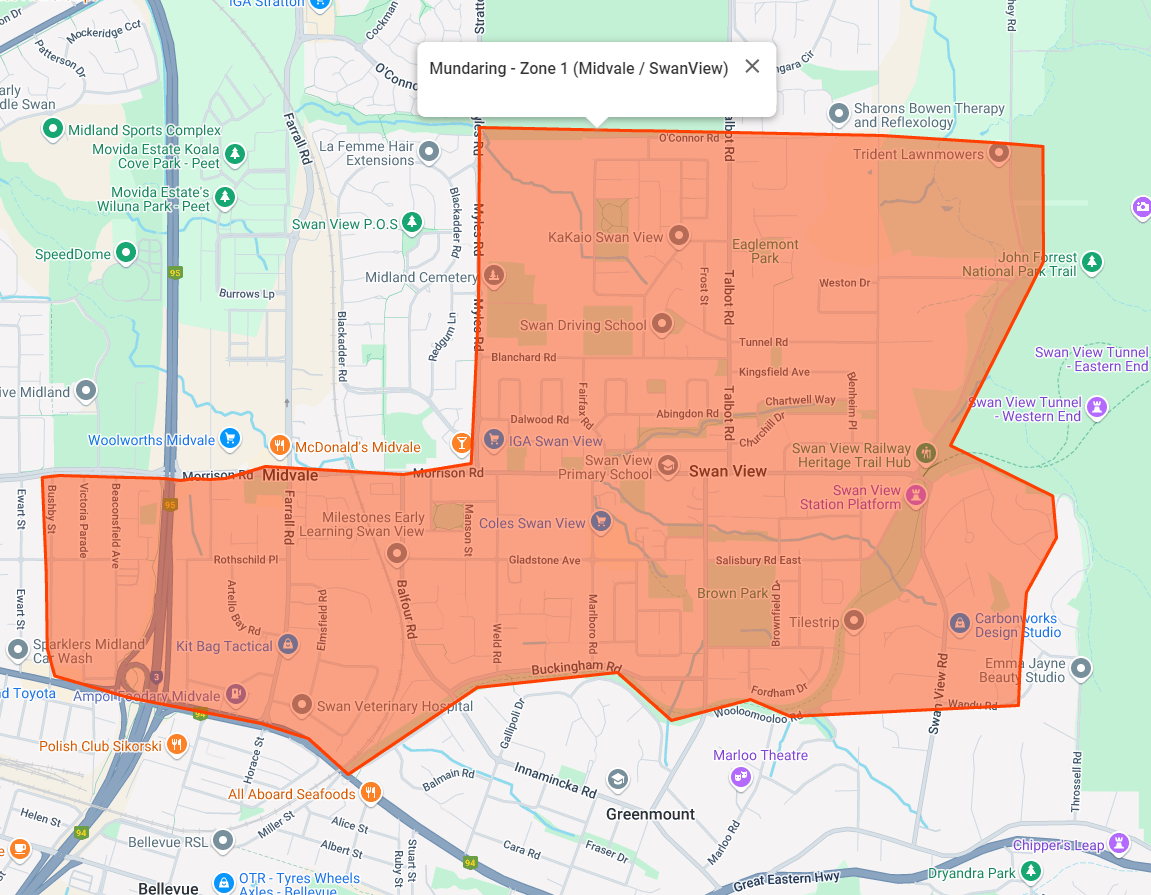 IGA Stratton
Mockeridge Cct
Patterson Dr
Cockman
Stratto
hey Rd
O'Conno
Mundaring - Zone 1 (Midvale / SwanView)
ngara Cir
early
dle Swan
Midland Sports Complex
Movida Estate Koala
Cove Park - Peet
Movida Estate's
Wiluna Park - Peet
Farrall Rd
La Femme Hair
Extensions
Sharons Bowen Therapy
and Reflexology
O'Connor Rd
albot Rd
Trident Lawnmowers
Swan View P.O.S
Blackadder Rd
Myles Rd
KaKaio Swan View
Eaglemont
Park
SpeedDome
95
Midland Cemetery
John Forrest
National Park Trail
Burrows Lp
Frost St
Talbot Rd
Weston Dr
Myles Rd
Blackadder Rd
Redgum Ln
Swan Driving School
Tunnel Rd
Blanchard Rd
Swan View Tunnel
- Eastern End
Kingsfield Ave
ive Midland
Fairfax Rd
Talbot Rd
Blenheim Pl
Chartwell Way
Swan View Tunnel
- Western End
Dalwood Rd
Abingdon Rd
Churchill Dr
Woolworths Midvale
McDonald's Midvale
IGA Swan View
Swan View Railway
Heritage Trail Hub
Morrison Rd
Midvale
Morrison Rd
Swan View
Primary School
Swan View
Swan View
Station Platform
Ewart St
Bushby St
Victoria Parade
Beaconsfield Ave
95
Farrall Rd
Milestones Early
Learning Swan View
Manson St
Coles Swan View
Rothschild Pl
Gladstone Ave
Salisbury Rd East
Ewart St
Artello Bay Rd
Elmsfield Rd
Balfour Rd
Weld Rd
Marlboro Rd
Brown Park
Brownfield Dr
Tilestrip
Carbonworks
Design Studio
Sparklers Midland
Car Wash
Kit Bag Tactical
Buckingham Rd
Swan View Rd
Emma Jayne
Beauty Studio
3
nd Toyota
Ampol Foodary Midvale
Swan Veterinary Hospital
Fordham Dr
Wandu Rd
94
Gallipoli Dr
Wooloomooloo Rd
Polish Club Sikorski
Horace St
Marloo Theatre
Throssell Rd
Balmain Rd
Innamincka Rd
All Aboard Seafoods
Helen St
Miller St
Alice St
Greenmount
94
Bellevue RSL
Albert St
Stuart St
Ruby St
94
Cara Rd
Fraser Dr
Marloo Rd
Chipper's Leap
Great Eastern Hwy
Dryandra Park
OTR - Tyres Wheels
Axles - Bellevue
Bellevue